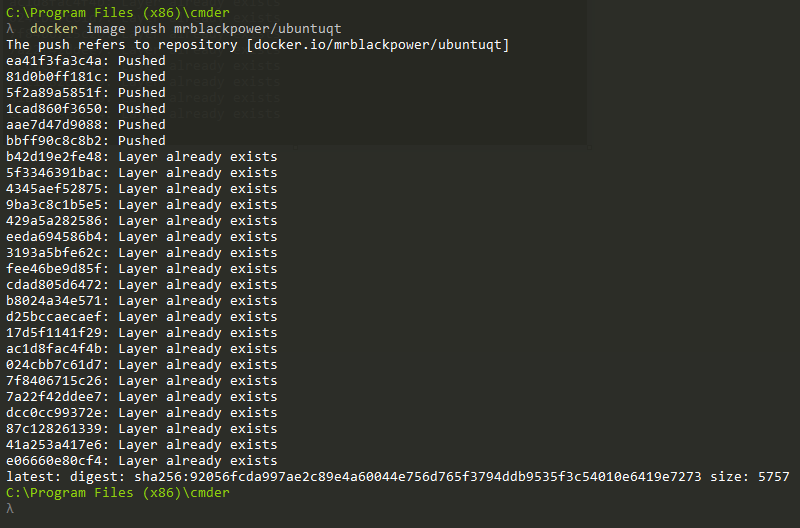 C:\Program Files (x86)\cmder
λ  docker image push mrblackpower/ubuntuqt
The push refers to repository [docker.io/mrblackpower/ubuntuqt]
ea41f3fa3c4a: Pushed
81d0b0ff181c: Pushed
5f2a89a5851f: Pushed
1cad860f3650: Pushed
aae7d47d9088: Pushed
bbff90c8c8b2: Pushed
b42d19e2fe48: Layer already exists
5f3346391bac: Layer already exists
4345aef52875: Layer already exists
9ba3c8c1b5e5: Layer already exists
429a5a282586: Layer already exists
eeda694586b4: Layer already exists
3193a5bfe62c: Layer already exists
fee46be9d85f: Layer already exists
cdad805d6472: Layer already exists
b8024a34e571: Layer already exists
d25bccaecaef: Layer already exists
17d5f1141f29: Layer already exists
ac1d8fac4f4b: Layer already exists
024cbb7c61d7: Layer already exists
7f8406715c26: Layer already exists
7a22f42ddee7: Layer already exists
dcc0cc99372e: Layer already exists
87c128261339: Layer already exists
41a253a417e6: Layer already exists
e06660e80cf4: Layer already exists
latest: digest: sha256:92056fcda997ae2c89e4a60044e756d765f3794ddb9535f3c54010e6419e7273 size: 5757
C:\Program Files (x86)\cmder
λ